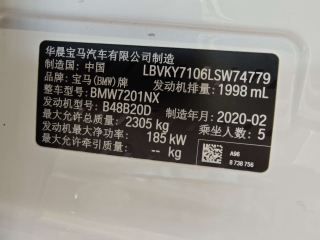 华晨宝马汽车有限公司制造
制造国：中国 LBVKY7106LSW74779
品牌：宝马(BMW)牌 发动机排量：1998 mL
整车型号：BMW7201NX
发动机型号：B48B20D 制造年月：2020-02
最大允许总质量：2305 kg 乘坐人数：5
发动机最大净功率：185 kW
最大允许牵引质量：-- kg
A96
8 738 756